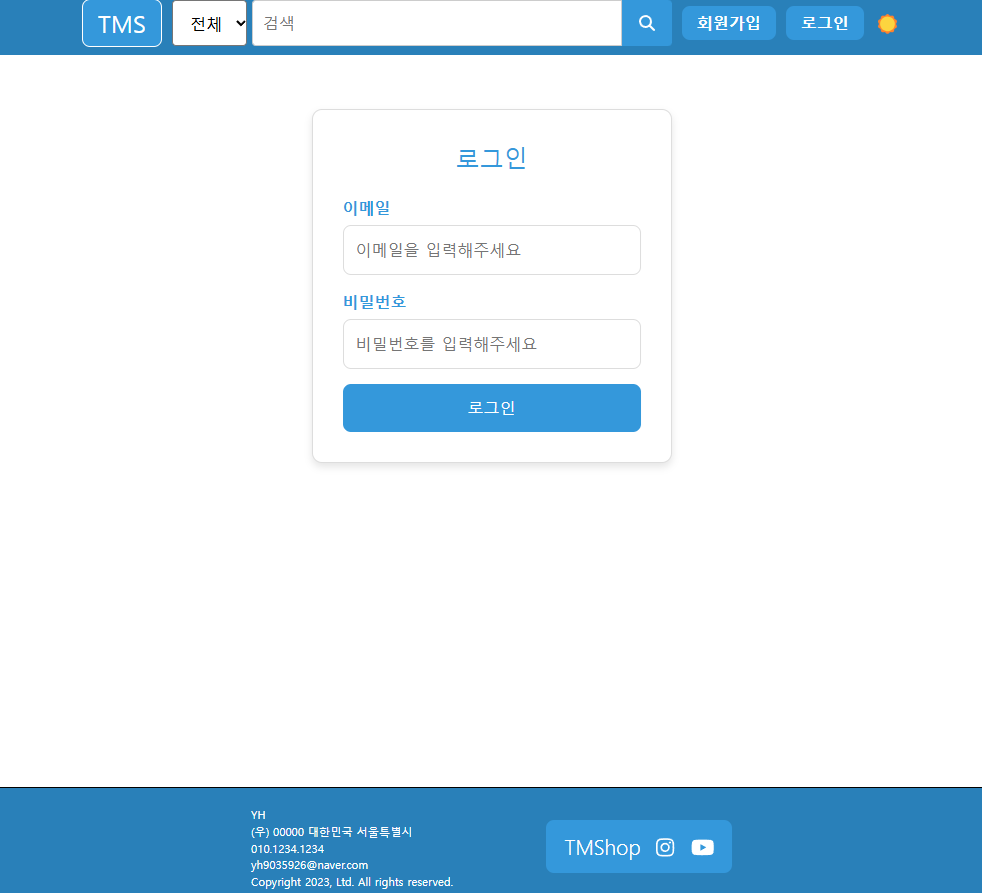 TMS 전체 검색 회원가입 로그인
로그인
이메일
이메일을 입력해주세요
비밀번호
비밀번호를 입력해주세요
로그인
YH
(우) 00000 대한민국 서울특별시
010.1234.1234
yh9035926@naver.com
Copyright 2023, Ltd. All rights reserved.
TMShop